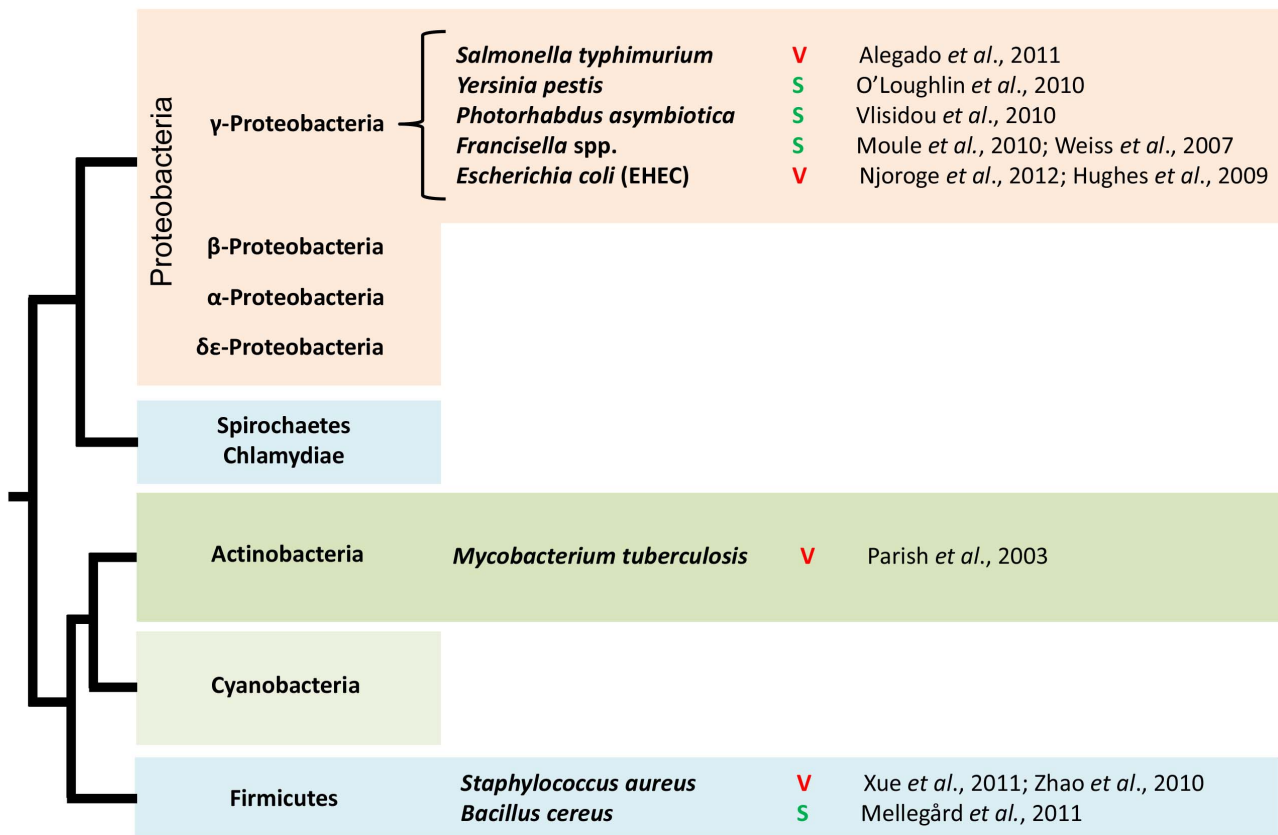 Proteobacteria
γ-Proteobacteria
Salmonella typhimurium V Alegado et al., 2011
Yersinia pestis S O’Loughlin et al., 2010
Photorhabdus asymbiotica S Vlisidou et al., 2010
Francisella spp. S Moule et al., 2010; Weiss et al., 2007
Escherichia coli (EHEC) V Njoroge et al., 2012; Hughes et al., 2009
β-Proteobacteria
α-Proteobacteria
δε-Proteobacteria
Spirochaetes
Chlamydiae
Actinobacteria Mycobacterium tuberculosis V Parish et al., 2003
Cyanobacteria
Firmicutes
Staphylococcus aureus V Xue et al., 2011; Zhao et al., 2010
Bacillus cereus S Mellegård et al., 2011